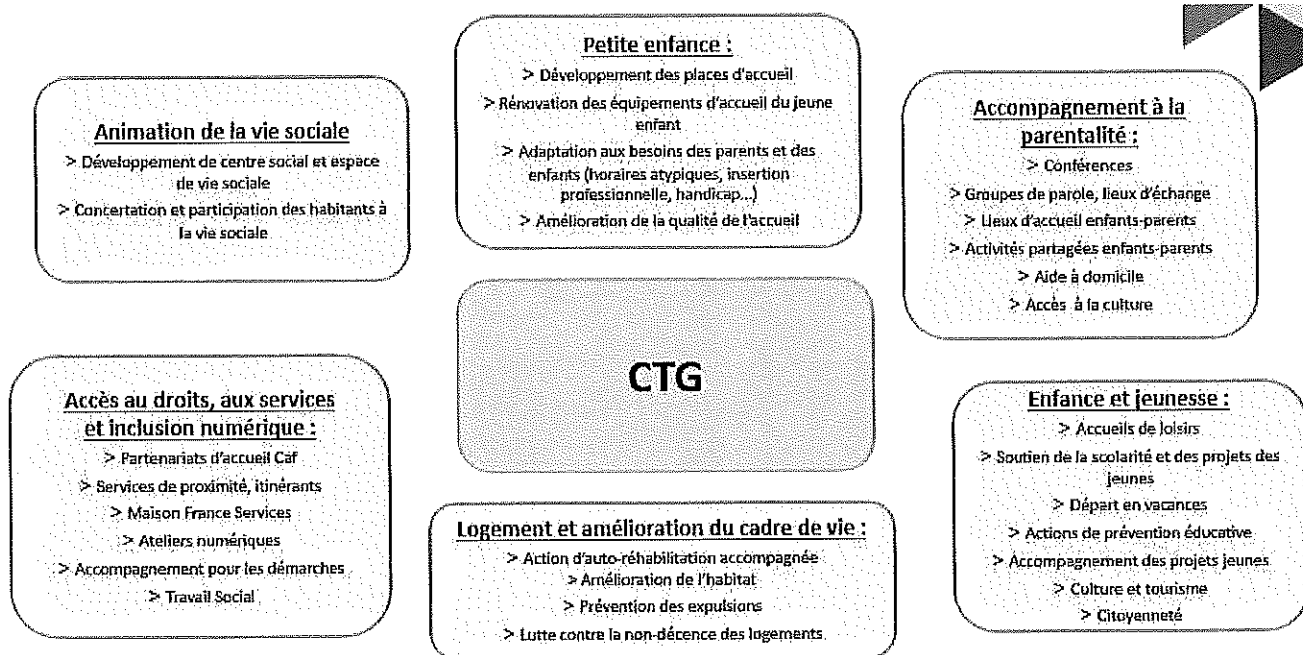 Petite enfance :
> Développement des places d'accueil
> Rénovation des équipements d'accueil du jeune
enfant
> Adaptation aux besoins des parents et des
enfants (horaires atypiques, insertion
professionnelle, handicap...)
> Amélioration de la qualité de l'accueil
Animation de la vie sociale
> Développement de centre social et espace
de vie sociale
> Concertation et participation des habitants à
la vie sociale
Accompagnement à la
parentalité :
> Conférences
> Groupes de parole, lieux d'échange
> Lieux d'accueil enfants-parents
> Activités partagées enfants-parents
> Aide à domicile
> Accès à la culture
CTG
Accès au droits, aux services
et inclusion numérique :
> Partenariats d'accueil Caf
> Services de proximité, itinérants
> Maison France Services
> Ateliers numériques
> Accompagnement pour les démarches
> Travail Social
Logement et amélioration du cadre de vie :
> Action d'auto-réhabilitation accompagnée
> Amélioration de l'habitat
> Prévention des expulsions
> Lutte contre la non-décence des logements
Enfance et jeunesse :
> Accueils de loisirs
> Soutien de la scolarité et des projets des
jeunes
> Départ en vacances
> Actions de prévention éducative
> Accompagnement des projets jeunes
> Culture et tourisme
> Citoyenneté